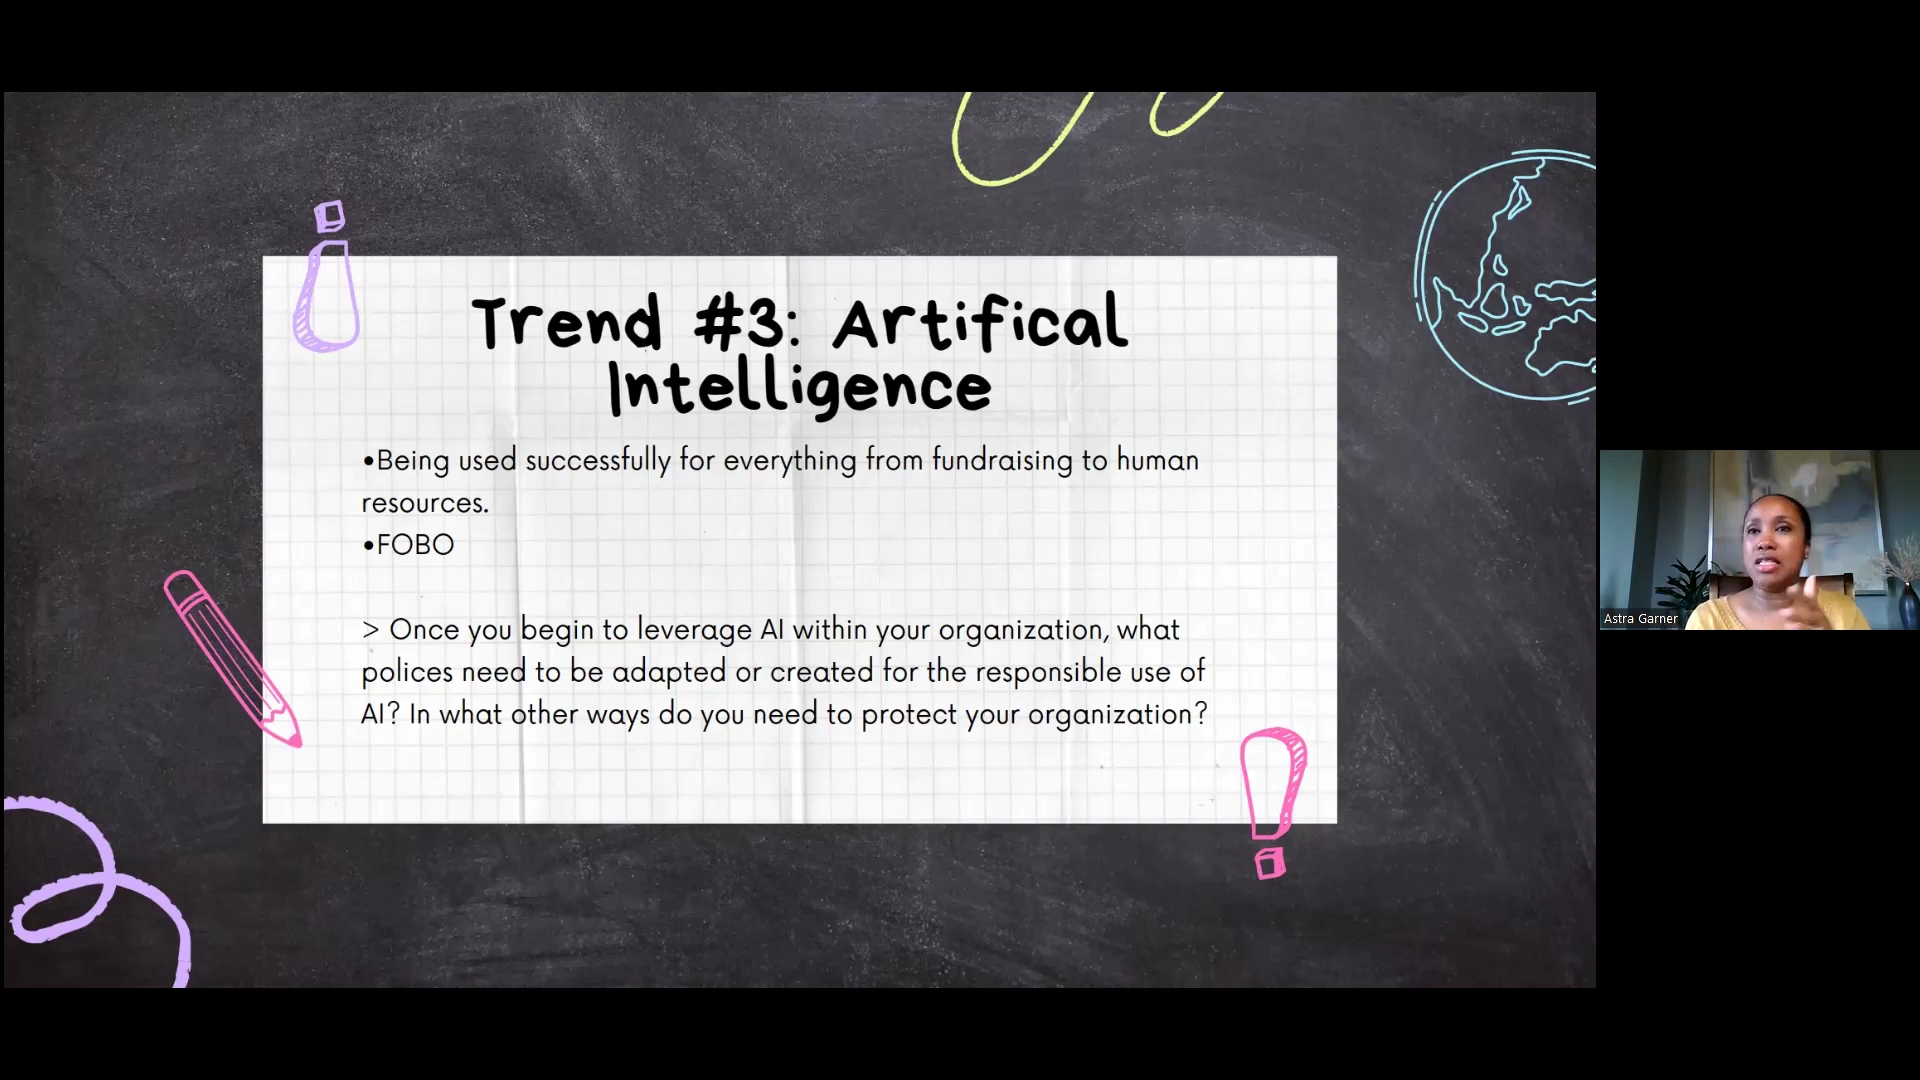 Trend #3: Artifical
Intelligence
•Being used successfully for everything from fundraising to human
resources.
•FOBO
> Once you begin to leverage AI within your organization, what
polices need to be adapted or created for the responsible use of
AI? In what other ways do you need to protect your organization?
Astra Garner